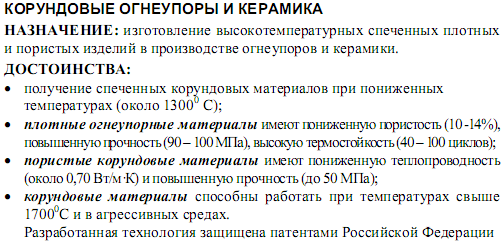 КОРУНДОВЫЕ ОГНЕУПОРЫ И КЕРАМИКА
НАЗНАЧЕНИЕ: изготовление высокотемпературных спеченных плотных
и пористых изделий в производстве огнеупоров и керамики.
ДОСТОИНСТВА:
• получение спеченных корундовых материалов при пониженных
температурах (около 1300⁰ С);
• плотные огнеупорные материалы имеют пониженную пористость (10 -14%),
повышенную прочность (90 – 100 МПа), высокую термостойкость (40 – 100 циклов);
• пористые корундовые материалы имеют пониженную теплопроводность
(около 0,70 Вт/м·К) и повышенную прочность (до 50 МПа);
• корундовые материалы способны работать при температурах свыше
1700⁰С и в агрессивных средах.
Разработанная технология защищена патентами Российской Федерации